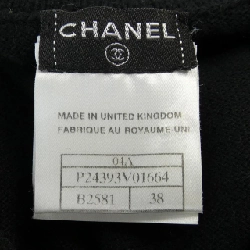 CHANEL
MADE IN UNITED KINGDOM
FABRIQUE AU ROYAUME UNI
04A
P24393V01664
B2581 38